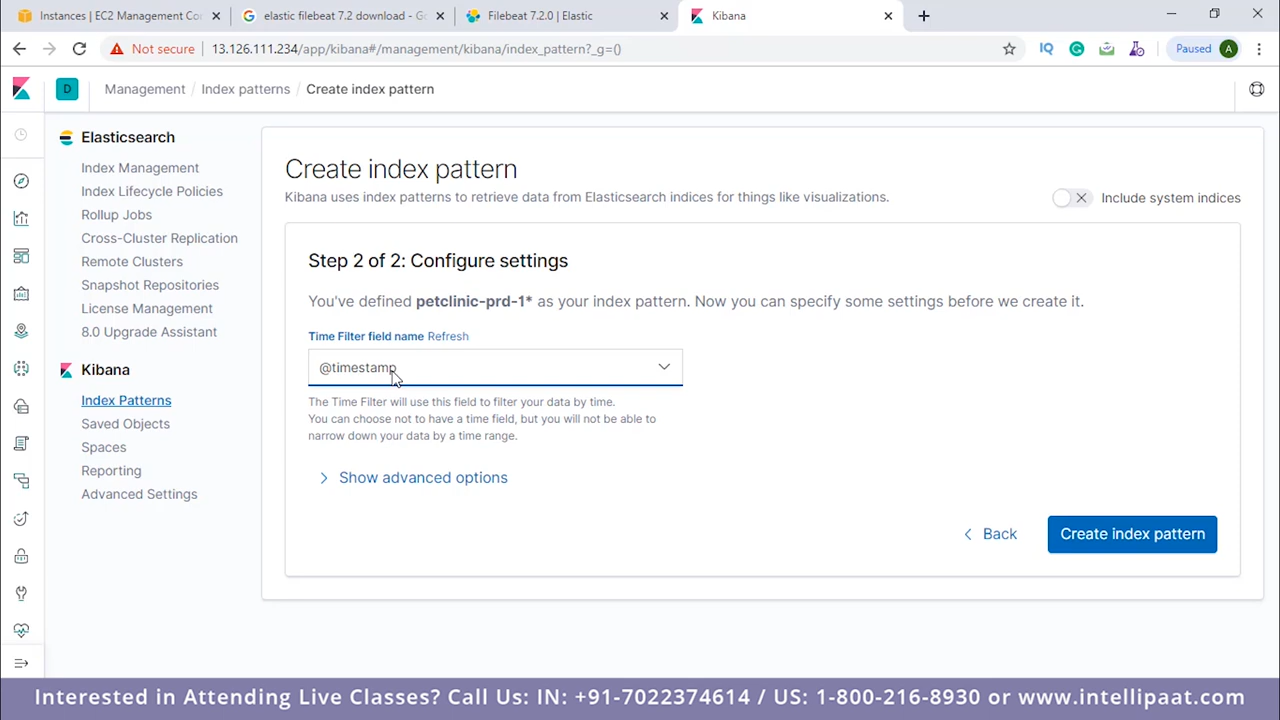 Instances | EC2 Management Con
elastic filebeat 7.2 download - Go
Filebeat 7.2.0 | Elastic
Kibana
Not secure
13.126.111.234/app/kibana#/management/kibana/index_pattern?_g=()
IQ
Paused
A
D
Management / Index patterns / Create index pattern
Elasticsearch
Index Management
Index Lifecycle Policies
Rollup Jobs
Cross-Cluster Replication
Remote Clusters
Snapshot Repositories
License Management
8.0 Upgrade Assistant
Kibana
Index Patterns
Saved Objects
Spaces
Reporting
Advanced Settings
Create index pattern
Kibana uses index patterns to retrieve data from Elasticsearch indices for things like visualizations.
Include system indices
Step 2 of 2: Configure settings
You've defined petclinic-prd-1* as your index pattern. Now you can specify some settings before we create it.
Time Filter field name Refresh
@timestamp
The Time Filter will use this field to filter your data by time.
You can choose not to have a time field, but you will not be able to
narrow down your data by a time range.
Show advanced options
Back
Create index pattern
Interested in Attending Live Classes? Call Us: IN: +91-7022374614 / US: 1-800-216-8930 or www.intellipaat.com